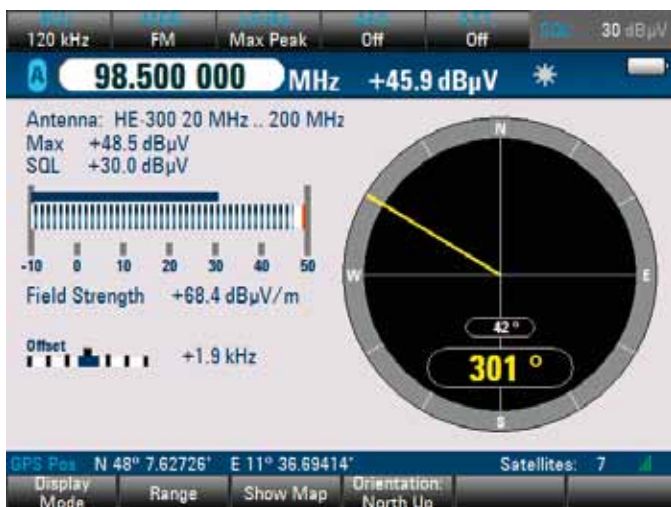 120 kHz FM Max Peak Off Off SQL 30 dBµV
A 98.500 000 MHz +45.9 dBµV
Antenna: HE-300 20 MHz .. 200 MHz
Max +48.5 dBµV
SQL +30.0 dBµV
-10 0 10 20 30 40 50
Field Strength +68.4 dBµV/m
Offset +1.9 kHz
N
W E
S
42°
301 °
GPS Pos N 48° 7.62726' E 11° 36.69414' Satellites: 7
Display Mode Range Show Map Orientation: North Up